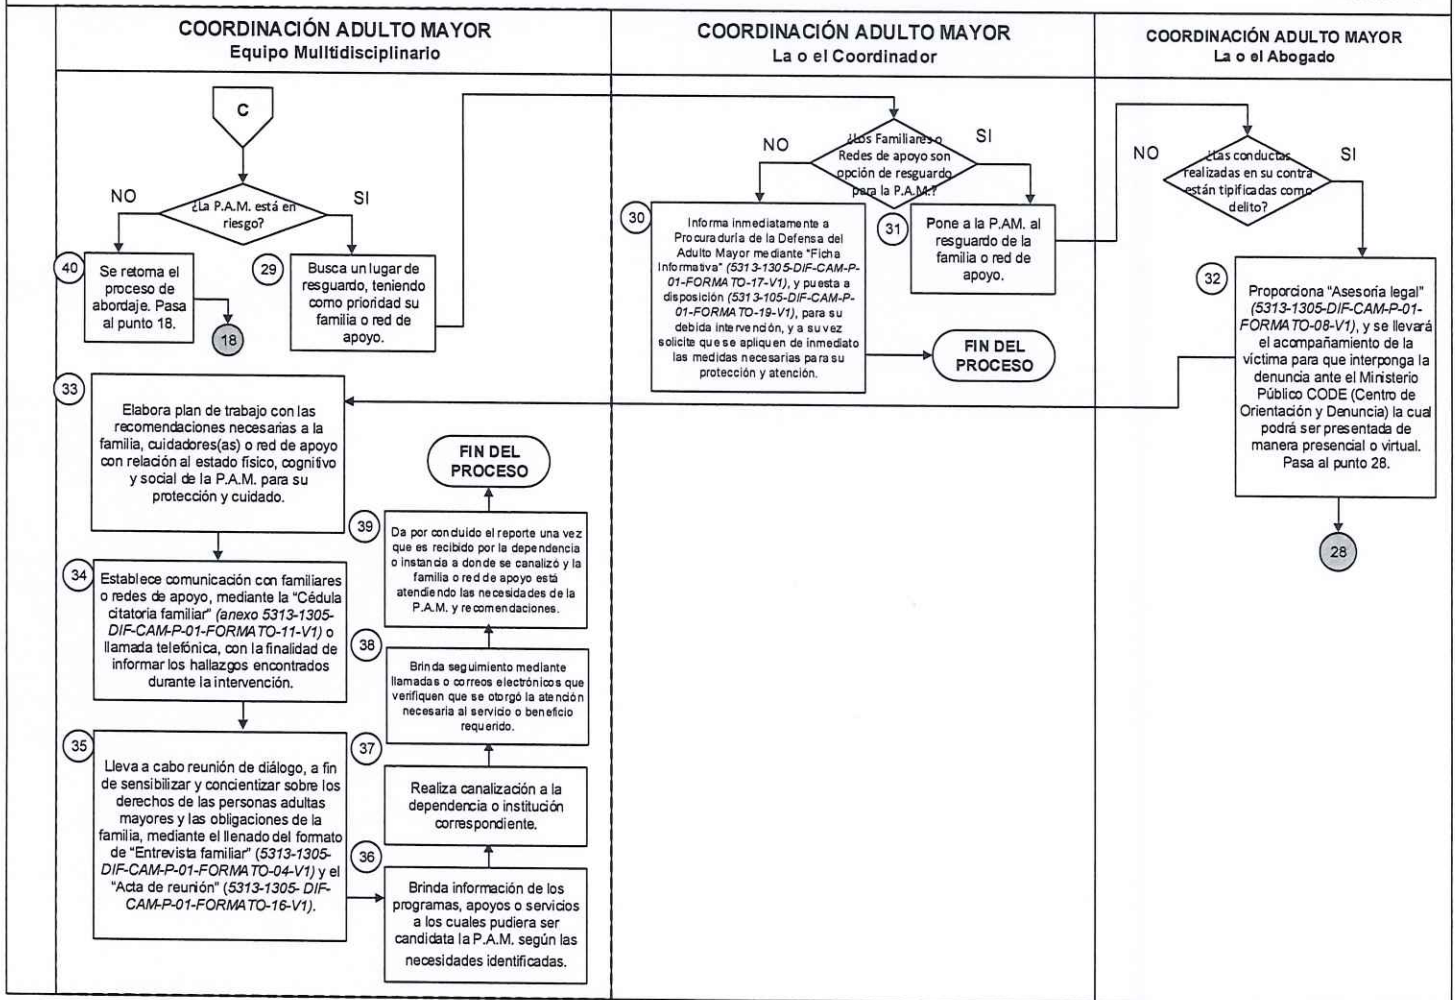 COORDINACIÓN ADULTO MAYOR
Equipo Mulltidisciplinario
COORDINACIÓN ADULTO MAYOR
La o el Coordinador
COORDINACIÓN ADULTO MAYOR
La o el Abogado
C
¿La P.A.M. está en
riesgo?
NO
SI
40
Se retoma el
proceso de
abordaje. Pasa
al punto 18.
18
29
Busca un lugar de
resguardo, teniendo
como prioridad su
familia o red de
apoyo.
¿Los Familiares o
Redes de apoyo son
opción de resguardo
para la P.A.M.?
NO
SI
30
Informa inmediatamente a
Procuraduría de la Defensa del
Adulto Mayor mediante "Ficha
Informativa" (5313-1305-DIF-CAM-P-
01-FORMATO-17-V1), y puesta a
disposición (5313-105-DIF-CAM-P-
01-FORMATO-19-V1), para su
debida intervención, y a su vez
solicite que se apliquen de inmediato
las medidas necesarias para su
protección y atención.
FIN DEL
PROCESO
31
Pone a la P.AM. al
resguardo de la
familia o red de
apoyo.
¿Las conductas
realizadas en su contra
están tipificadas como
delito?
NO
SI
32
Proporciona "Asesoría legal"
(5313-1305-DIF-CAM-P-01-
FORMATO-08-V1), y se llevará
el acompañamiento de la
víctima para que interponga la
denuncia ante el Ministerio
Público CODE (Centro de
Orientación y Denuncia) la cual
podrá ser presentada de
manera presencial o virtual.
Pasa al punto 28.
28
33
Elabora plan de trabajo con las
recomendaciones necesarias a la
familia, cuidadores(as) o red de apoyo
con relación al estado físico, cognitivo
y social de la P.A.M. para su
protección y cuidado.
34
Establece comunicación con familiares
o redes de apoyo, mediante la "Cédula
citatoria familiar" (anexo 5313-1305-
DIF-CAM-P-01-FORMATO-11-V1) o
llamada telefónica, con la finalidad de
informar los hallazgos encontrados
durante la intervención.
35
Lleva a cabo reunión de diálogo, a fin
de sensibilizar y concientizar sobre los
derechos de las personas adultas
mayores y las obligaciones de la
familia, mediante el llenado del formato
de "Entrevista familiar" (5313-1305-
DIF-CAM-P-01-FORMATO-04-V1) y el
"Acta de reunión" (5313-1305- DIF-
CAM-P-01-FORMATO-16-V1).
36
Brinda información de los
programas, apoyos o servicios
a los cuales pudiera ser
candidata la P.A.M. según las
necesidades identificadas.
37
Realiza canalización a la
dependencia o institución
correspondiente.
38
Brinda seguimiento mediante
llamadas o correos electrónicos que
verifiquen que se otorgó la atención
necesaria al servicio o beneficio
requerido.
39
Da por concluido el reporte una vez
que es recibido por la dependencia
o instancia a donde se canalizó y la
familia o red de apoyo está
atendiendo las necesidades de la
P.A.M. y recomendaciones.
FIN DEL
PROCESO